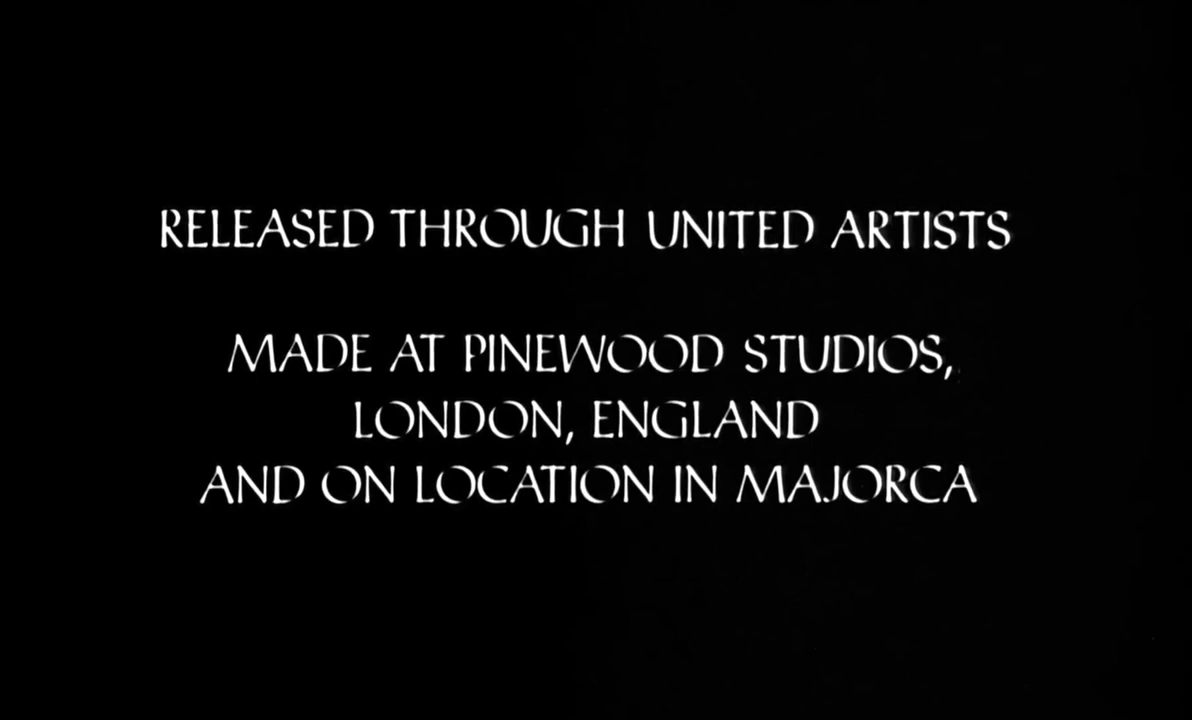 RELEASED THROUGH UNITED ARTISTS
MADE AT PINEWOOD STUDIOS,
LONDON, ENGLAND
AND ON LOCATION IN MAJORCA